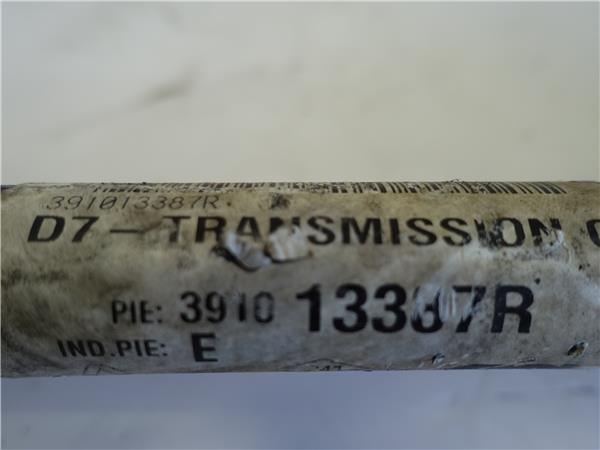 391013387R
D7-TRANSMISSION
PIE: 3910 13387R
IND.PIE: E